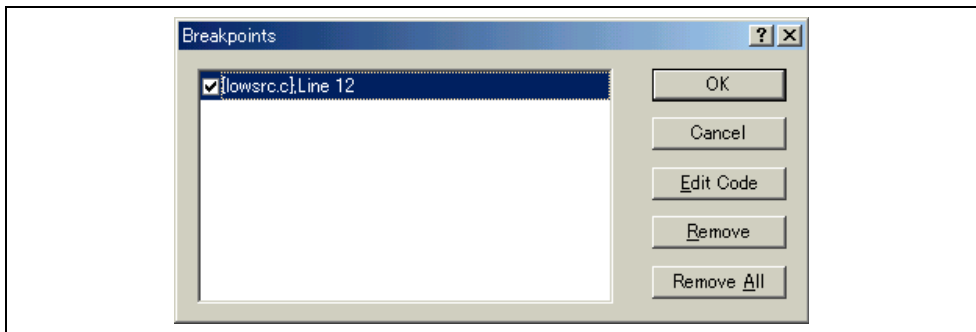 Breakpoints
{lowsrc.c},Line 12
OK
Cancel
Edit Code
Remove
Remove All